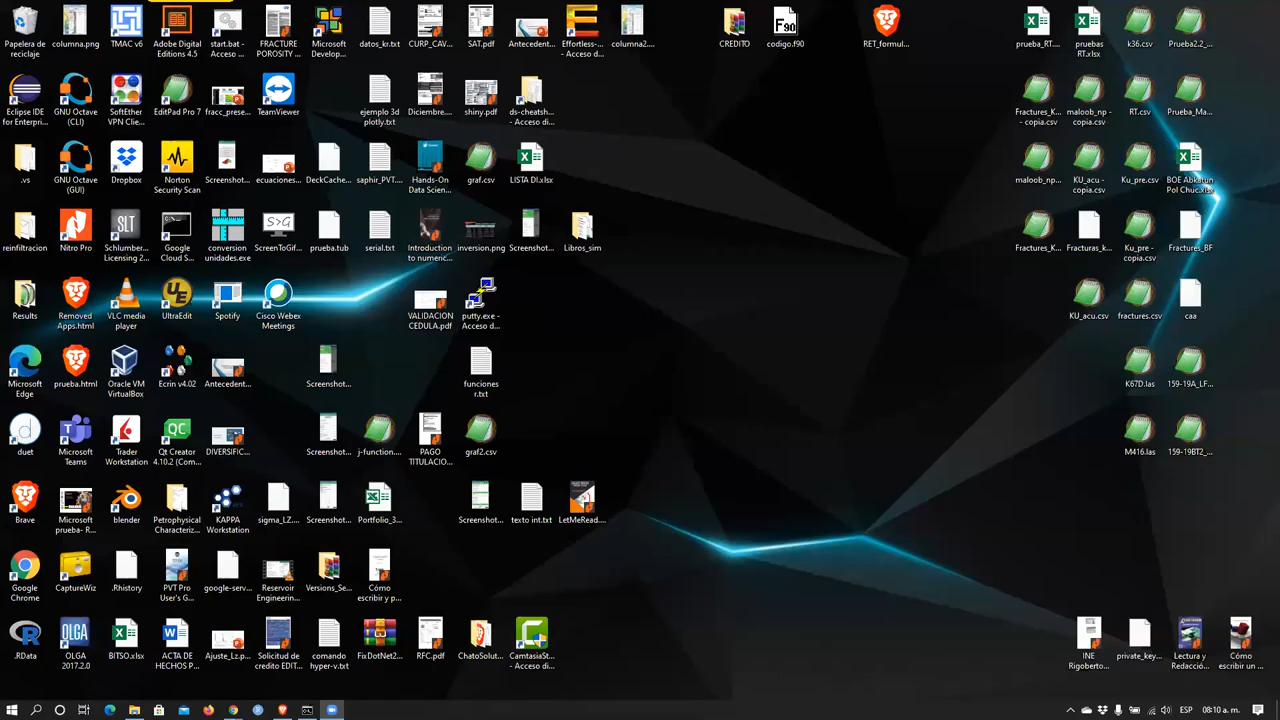 Papelera de
reciclaje
columna.png
TMAC v6
Adobe Digital
Editions 4.5
start.bat -
Acceso ...
FRACTURE
POROSITY ...
Microsoft
Develop...
datos_kr.txt
CURP_CAV...
SAT.pdf
Antecedent...
Effortless-...
- Acceso d...
columna2....
CREDITO
F90
codigo.f90
RET_formul...
prueba_RT...
pruebas
RT.xlsx
k36.csv
Prueba2.2_...
Eclipse IDE
for Enterpri...
GNU Octave
(CLI)
SoftEther
VPN Clie...
EditPad Pro 7
fracc_prese...
TeamViewer
ejemplo 3d
plotly.txt
Diciembre....
shiny.pdf
ds-cheatsh...
- Acceso di...
Fractures_K...
- copia.csv
maloob_np -
copia.csv
RT.csv
Prueba_Ma...
.vs
GNU Octave
(GUI)
Dropbox
Norton
Security Scan
Screenshot...
ecuaciones...
DeckCache...
saphir_PVT....
Hands-On
Data Scien...
graf.csv
LISTA DI.xlsx
maloob_np...
KU_acu -
copia.csv
Ku_pre.csv
BOE Abkatun
Pol Chuc.xlsx
reinfiltracion
Nitro Pro
SLT
Schlumber...
Licensing 2...
Google
Cloud S...
conversion
unidades.exe
S>G
ScreenToGif...
prueba.tub
serial.txt
Introduction
to numeric...
inversion.png
Screenshot...
Libros_sim
Fractures_K...
Fracturas_k...
Ku_pre -
copia.csv
Fractures_BF
Results
Removed
Apps.html
VLC media
player
UE
UltraEdit
Spotify
Cisco Webex
Meetings
VALIDACION
CEDULA.pdf
putty.exe -
Acceso d...
KU_acu.csv
fractures.csv
caa
Microsoft
Edge
prueba.html
Oracle VM
VirtualBox
Ecrin v4.02
Antecedent...
Screenshot...
funciones
r.txt
K67D.las
159-19A_LF...
d
duet
Microsoft
Teams
Trader
Workstation
QC
Qt Creator
4.10.2 (Com...
DIVERSIFIC...
Screenshot...
j-function....
PAGO
TITULACIO...
graf2.csv
M416.las
159-19BT2_...
Brave
Microsoft
prueba- R...
blender
Petrophysical
Characteriz...
KAPPA
Workstation
sigma_LZ....
Screenshot...
Portfolio_3...
Screenshot...
texto int.txt
LetMeRead....
Google
Chrome
CaptureWiz
.Rhistory
PVT Pro
User's G...
google-serv...
Reservoir
Engineerin...
Versions_Se...
Cómo
escribir y p...
.RData
OLGA
OLGA
2017.2.0
BITSO.xlsx
ACTA DE
HECHOS P...
Ajuste_Lz.p...
Solicitud de
credito EDIT...
comando
hyper-v.txt
FixDotNet2...
RFC.pdf
ChatoSolut...
CamtasiaSt...
- Acceso di...
INE
Rigoberto...
private_key...
Lectura y
Redacció...
Cómo
escribir un ...
ESP
08:10 a. m.